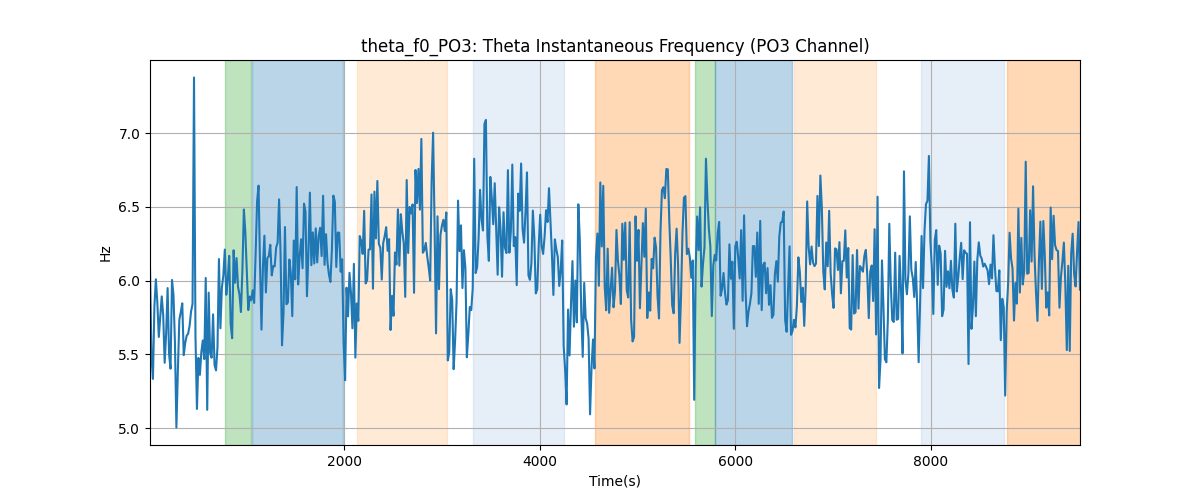 theta_f0_PO3: Theta Instantaneous Frequency (PO3 Channel)
Hz
7.0
6.5
6.0
5.5
5.0
2000 4000 6000 8000
Time(s)